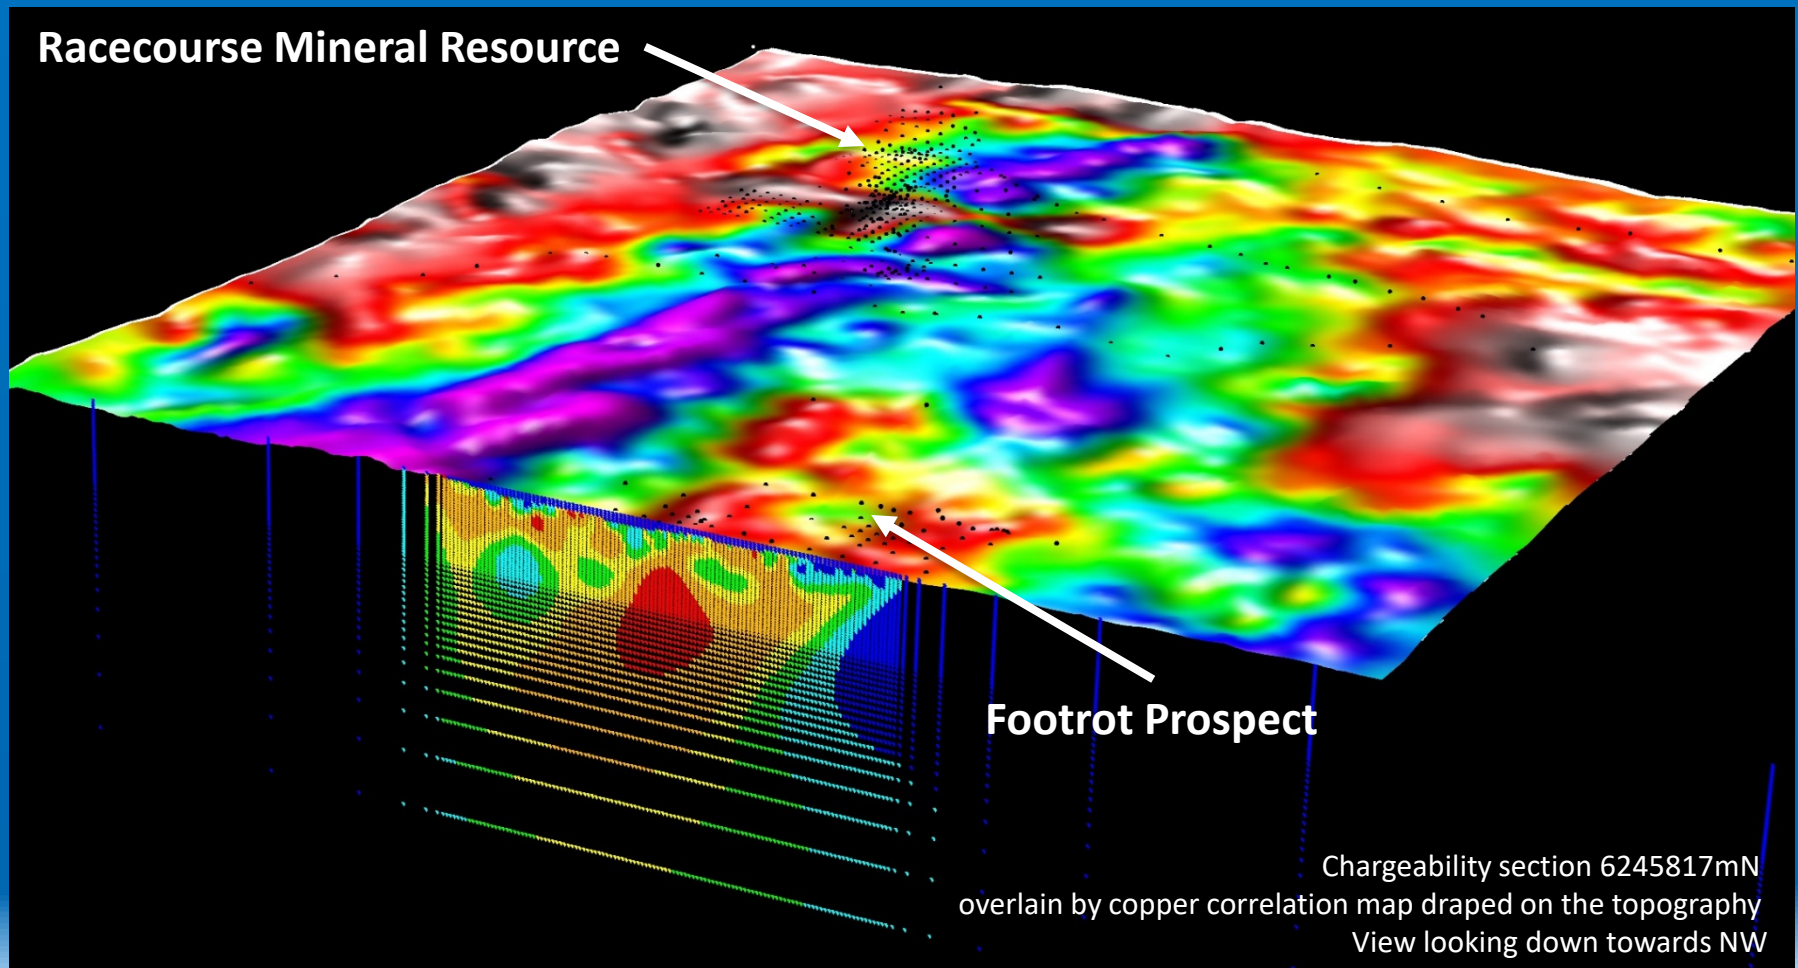 Racecourse Mineral Resource
Footrot Prospect
Chargeability section 6245817mN
overlain by copper correlation map draped on the topography
View looking down towards NW